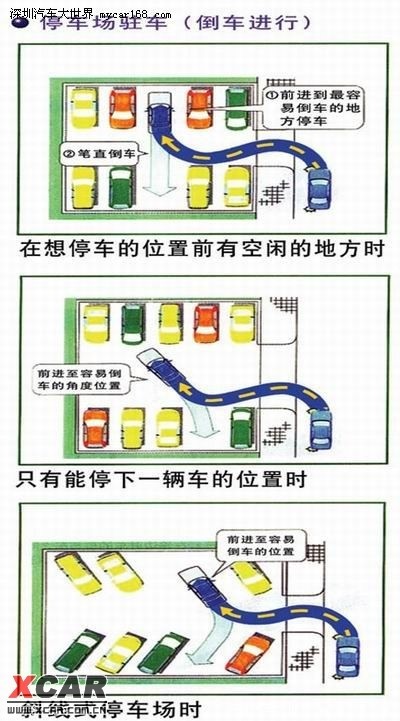 深圳汽车大世界.mycar168.com
停车场驻车(倒车进行)
①前进到最容
易倒车的地
方停车
②笔直倒车
在想停车的位置前有空闲的地方时
前进至容易倒
车的角度位置
只有能停下一辆车的位置时
前进至容易
倒车的位置
XCAR
斜线式停车场时